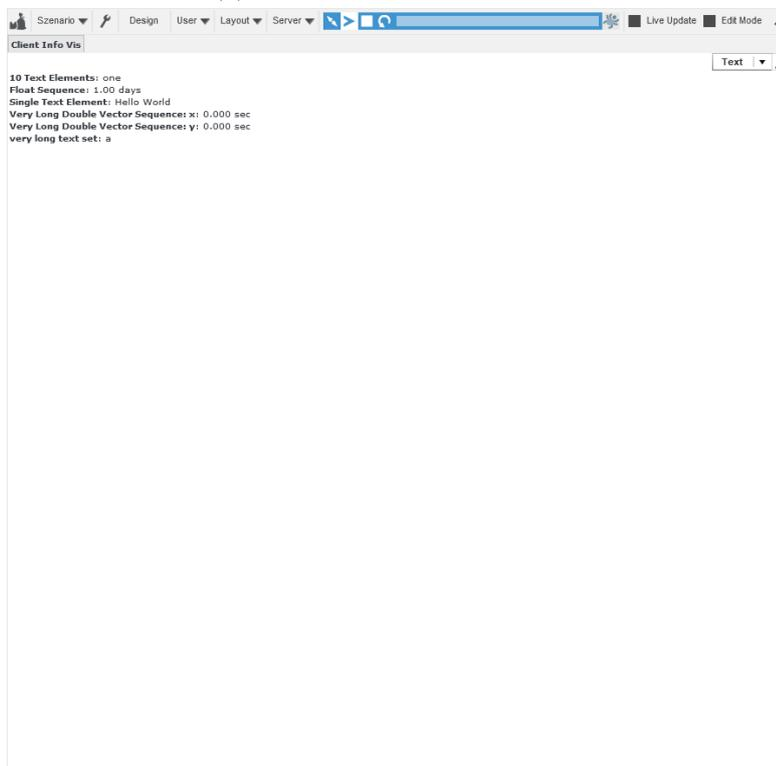 Szenario Design User Layout Server Live Update Edit Mode
Client Info Vis
Text
10 Text Elements: one
Float Sequence: 1.00 days
Single Text Element: Hello World
Very Long Double Vector Sequence: x: 0.000 sec
Very Long Double Vector Sequence: y: 0.000 sec
very long text set: a